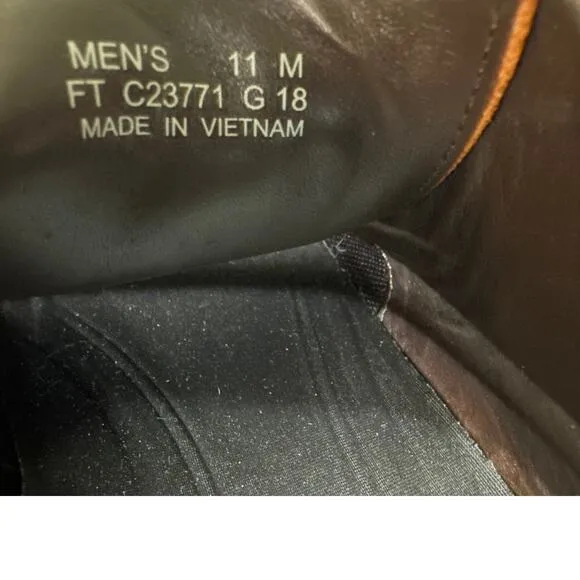 MEN'S 11 M
FT C23771 G 18
MADE IN VIETNAM